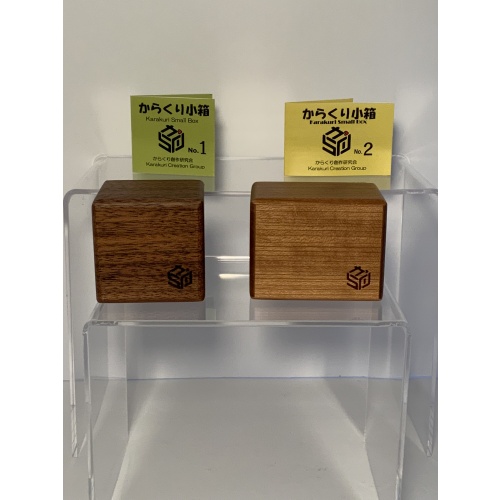 からくり小箱
Karakuri Small Box
No.1
からくり創作研究会
Karakuri Creation Group
からくり小箱
Karakuri Small Box
No.2
からくり創作研究会
Karakuri Creation Group